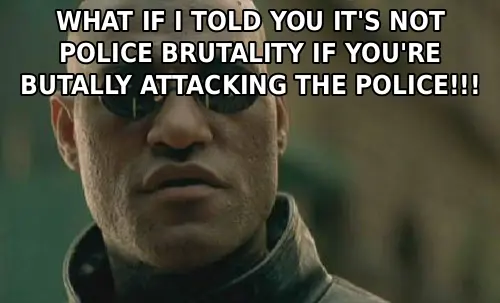 WHAT IF I TOLD YOU IT'S NOT
POLICE BRUTALITY IF YOU'RE
BUTALLY ATTACKING THE POLICE!!!